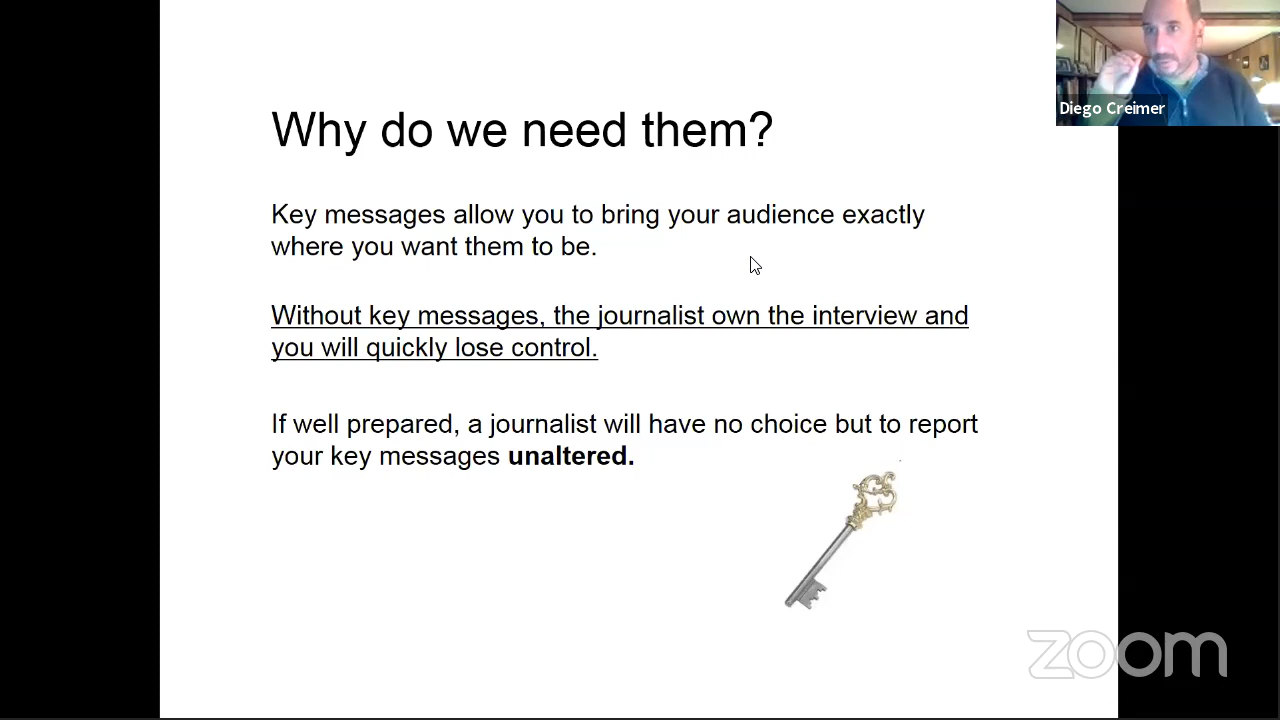 Diego Creimer
Why do we need them?
Key messages allow you to bring your audience exactly
where you want them to be.
Without key messages, the journalist own the interview and
you will quickly lose control.
If well prepared, a journalist will have no choice but to report
your key messages unaltered.
zoom